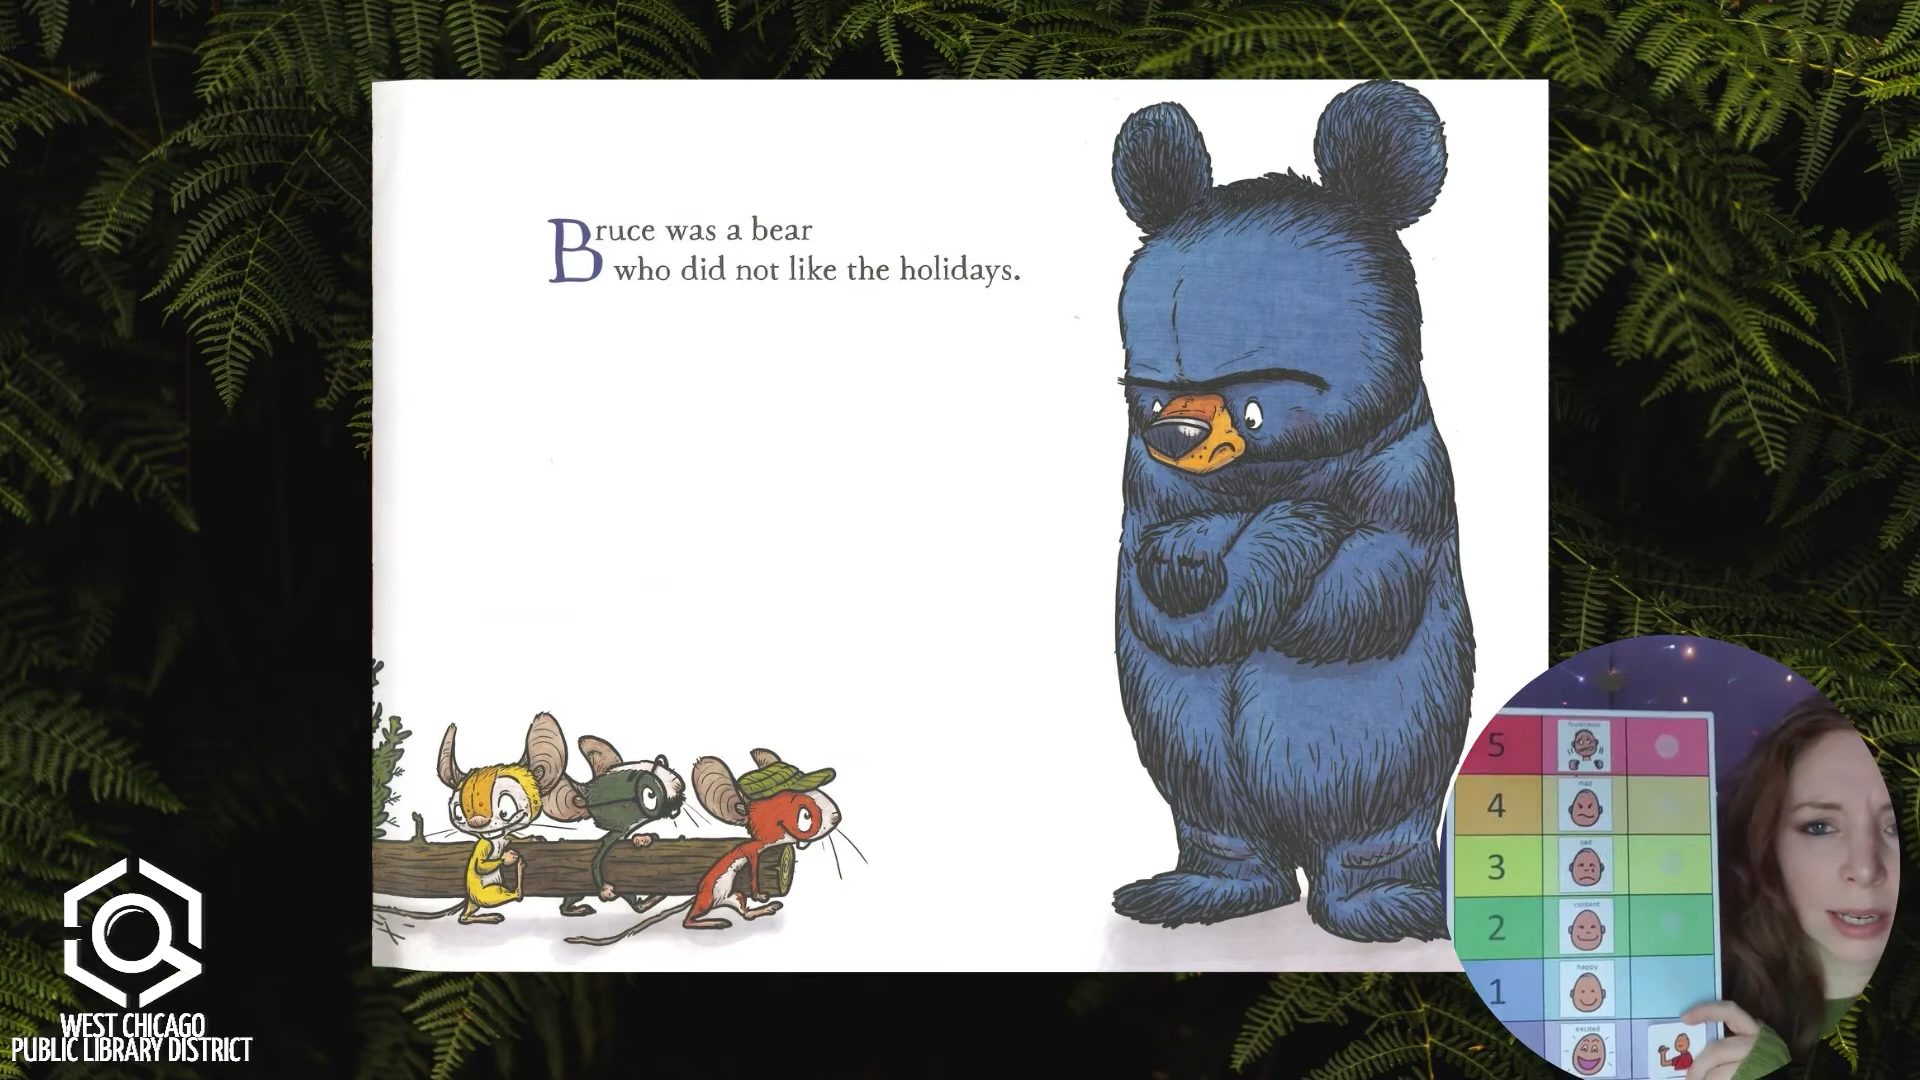 Bruce was a bear
who did not like the holidays.
5
frustrated
4
mad
3
sad
2
content
1
happy
excited
WEST CHICAGO
PUBLIC LIBRARY DISTRICT